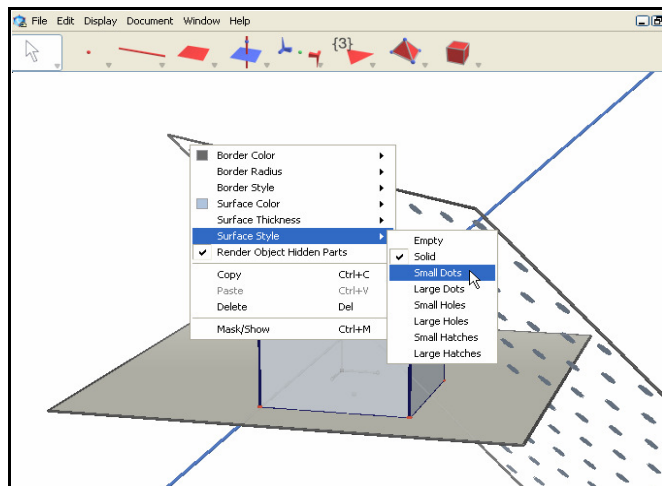 File Edit Display Document Window Help
{3}
Border Color
Border Radius
Border Style
Surface Color
Surface Thickness
Surface Style
Render Object Hidden Parts
Copy Ctrl+C
Paste Ctrl+V
Delete Del
Mask/Show Ctrl+M
Empty
Solid
Small Dots
Large Dots
Small Holes
Large Holes
Small Hatches
Large Hatches